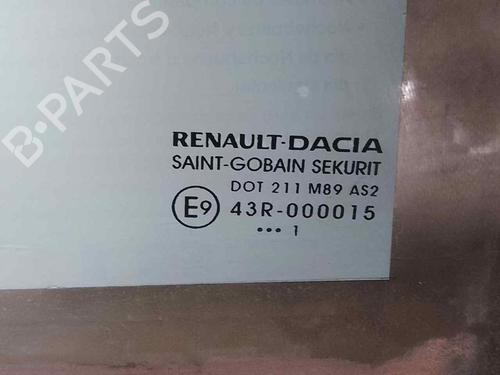 B-PARTS
RENAULT-DACIA
SAINT-GOBAIN SEKURIT
DOT 211 M89 AS2
E9 43R-000015
••• 1